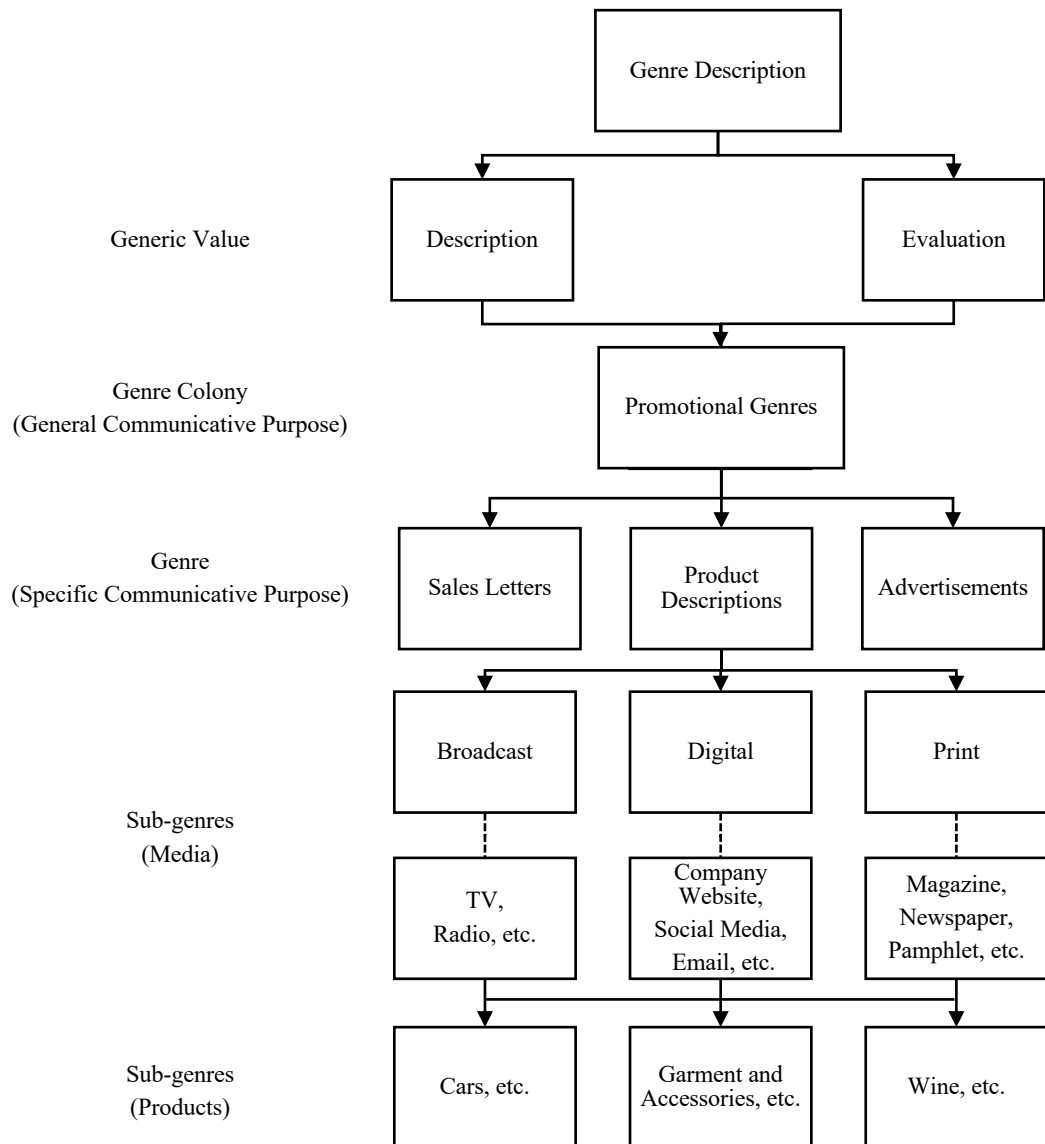 Genre Description
Generic Value
Description
Evaluation
Genre Colony
(General Communicative Purpose)
Promotional Genres
Genre
(Specific Communicative Purpose)
Sales Letters
Product
Descriptions
Advertisements
Broadcast
Digital
Print
Sub-genres
(Media)
TV,
Radio, etc.
Company
Website,
Social Media,
Email, etc.
Magazine,
Newspaper,
Pamphlet, etc.
Sub-genres
(Products)
Cars, etc.
Garment and
Accessories, etc.
Wine, etc.